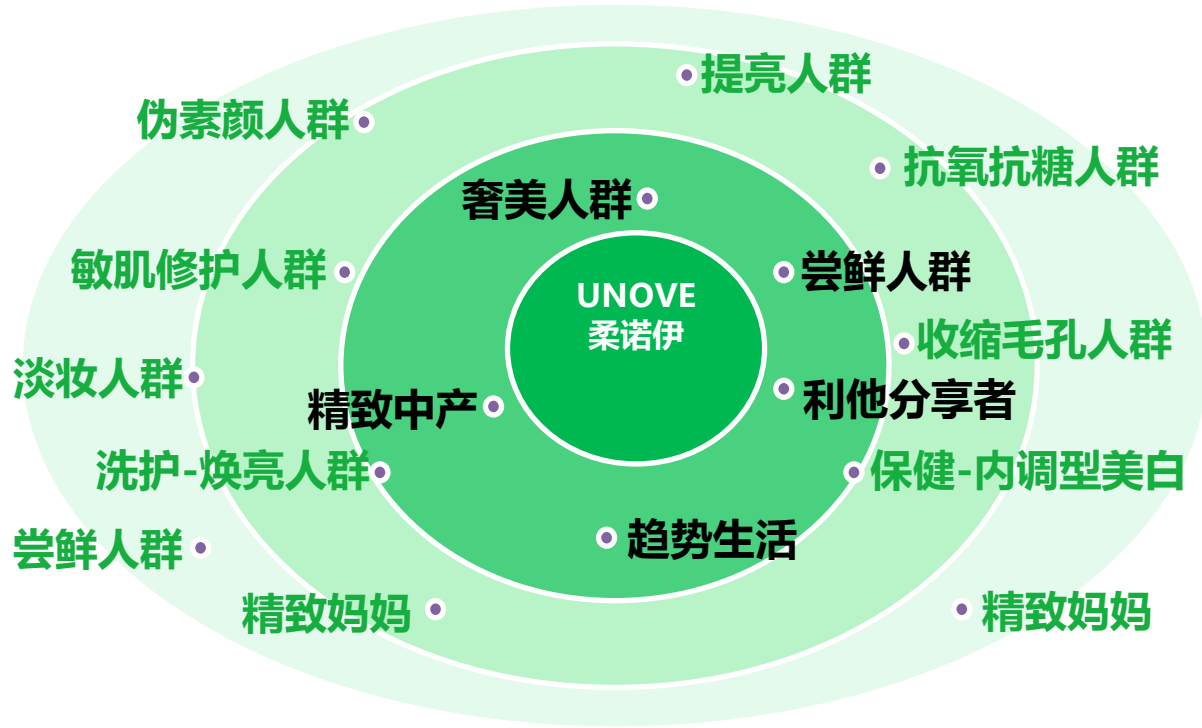 提亮人群
伪素颜人群
抗氧抗糖人群
奢美人群
敏肌修护人群
尝鲜人群
UNOVE
柔诺伊
收缩毛孔人群
淡妆人群
利他分享者
精致中产
洗护-焕亮人群
保健-内调型美白
趋势生活
尝鲜人群
精致妈妈
精致妈妈